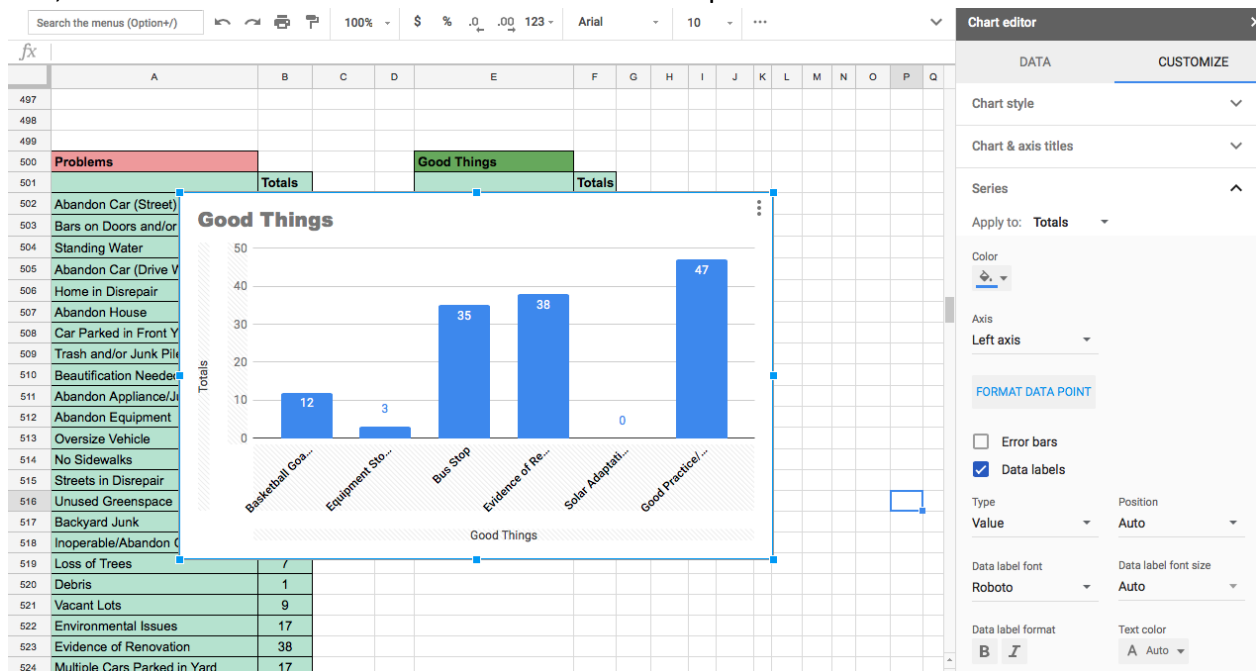 Search the menus (Option+/) 100% $ % .0 .00 123 Arial 10 ...
Chart editor
fx
DATA CUSTOMIZE
A B C D E F G H I J K L M N O P Q
Chart style
497
498
499
Chart & axis titles
500 Problems Good Things
501 Totals Totals
Series
502 Abandon Car (Street)
503 Bars on Doors and/or
504 Standing Water
505 Abandon Car (Drive
506 Home in Disrepair
507 Abandon House
508 Car Parked in Front
509 Trash and/or Junk
510 Beautification
511 Abandon
512 Abandon Equipment
513 Oversize Vehicle
514 No Sidewalks
515 Streets in Disrepair
516 Unused Greenspace
517 Backyard Junk
518 Inoperable/Abandon
519 Loss of Trees 7
520 Debris 1
521 Vacant Lots 9
522 Environmental Issues 17
523 Evidence of Renovation 38
524 Multiple Cars Parked in Yard 17
Good Things
50
40
30
20
10
0
Totals
12 3 35 38 0 47
Basketball Goa...
Equipment Sto...
Bus Stop
Evidence of Re...
Solar Adaptati...
Good Practice/...
Good Things
Apply to: Totals
Color
Axis
Left axis
FORMAT DATA POINT
Error bars
Data labels
Type Position
Value Auto
Data label font Data label font size
Roboto Auto
Data label format Text color
B I A Auto